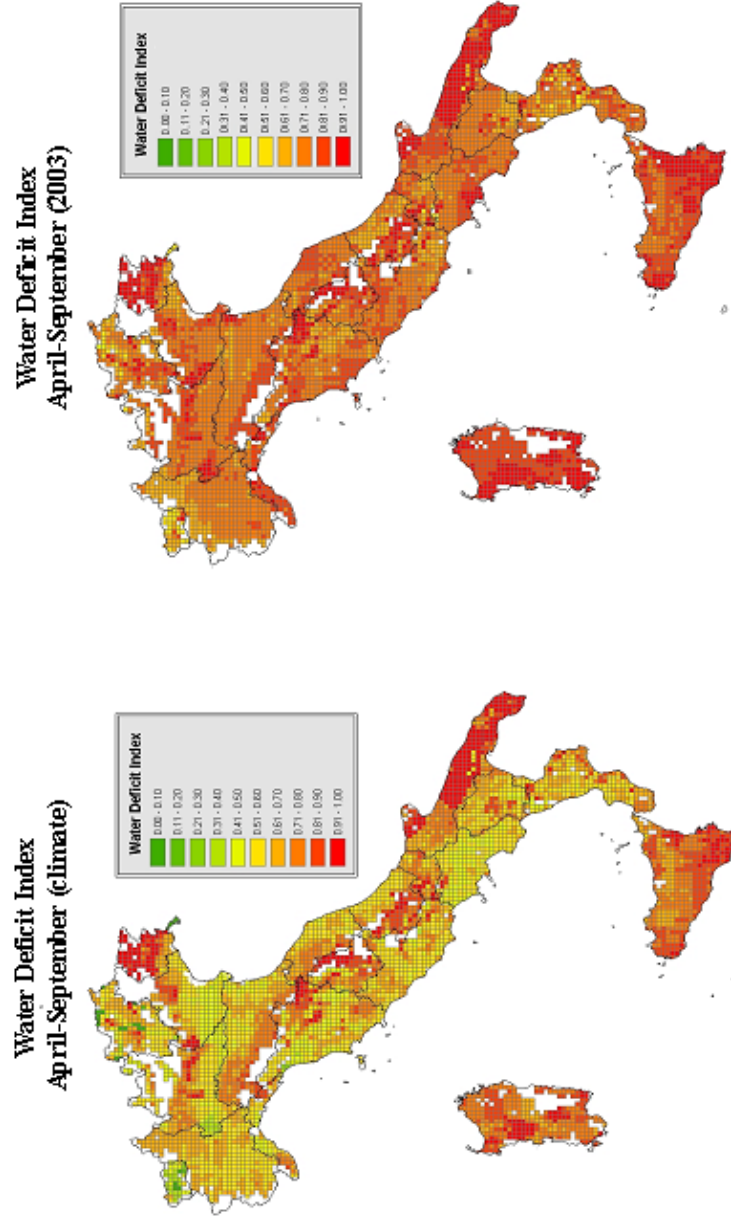 Water Deficit Index
April-September (2003)
Water Deficit Index
0.00 - 0.10
0.11 - 0.20
0.21 - 0.30
0.31 - 0.40
0.41 - 0.50
0.51 - 0.60
0.61 - 0.70
0.71 - 0.80
0.81 - 0.90
0.91 - 1.00
Water Deficit Index
April-September (climate)
Water Deficit Index
0.00 - 0.10
0.11 - 0.20
0.21 - 0.30
0.31 - 0.40
0.41 - 0.50
0.51 - 0.60
0.61 - 0.70
0.71 - 0.80
0.81 - 0.90
0.91 - 1.00